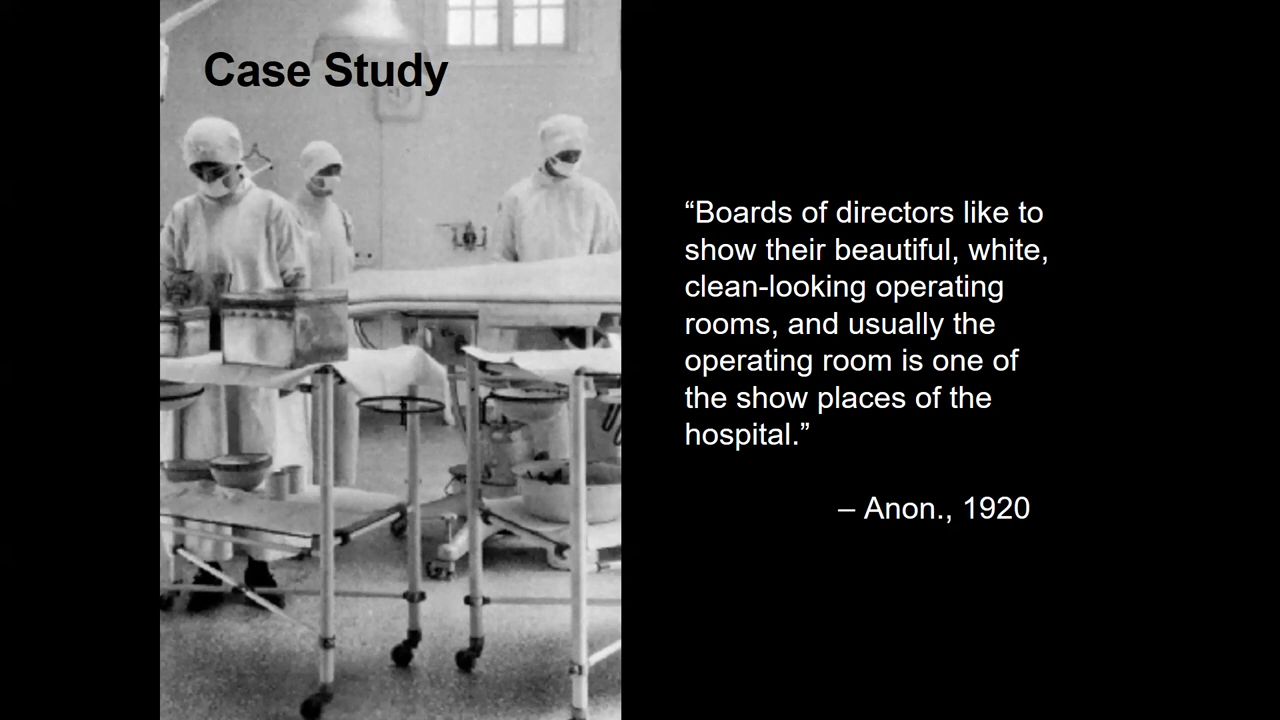 Case Study
“Boards of directors like to
show their beautiful, white,
clean-looking operating
rooms, and usually the
operating room is one of
the show places of the
hospital.”
– Anon., 1920